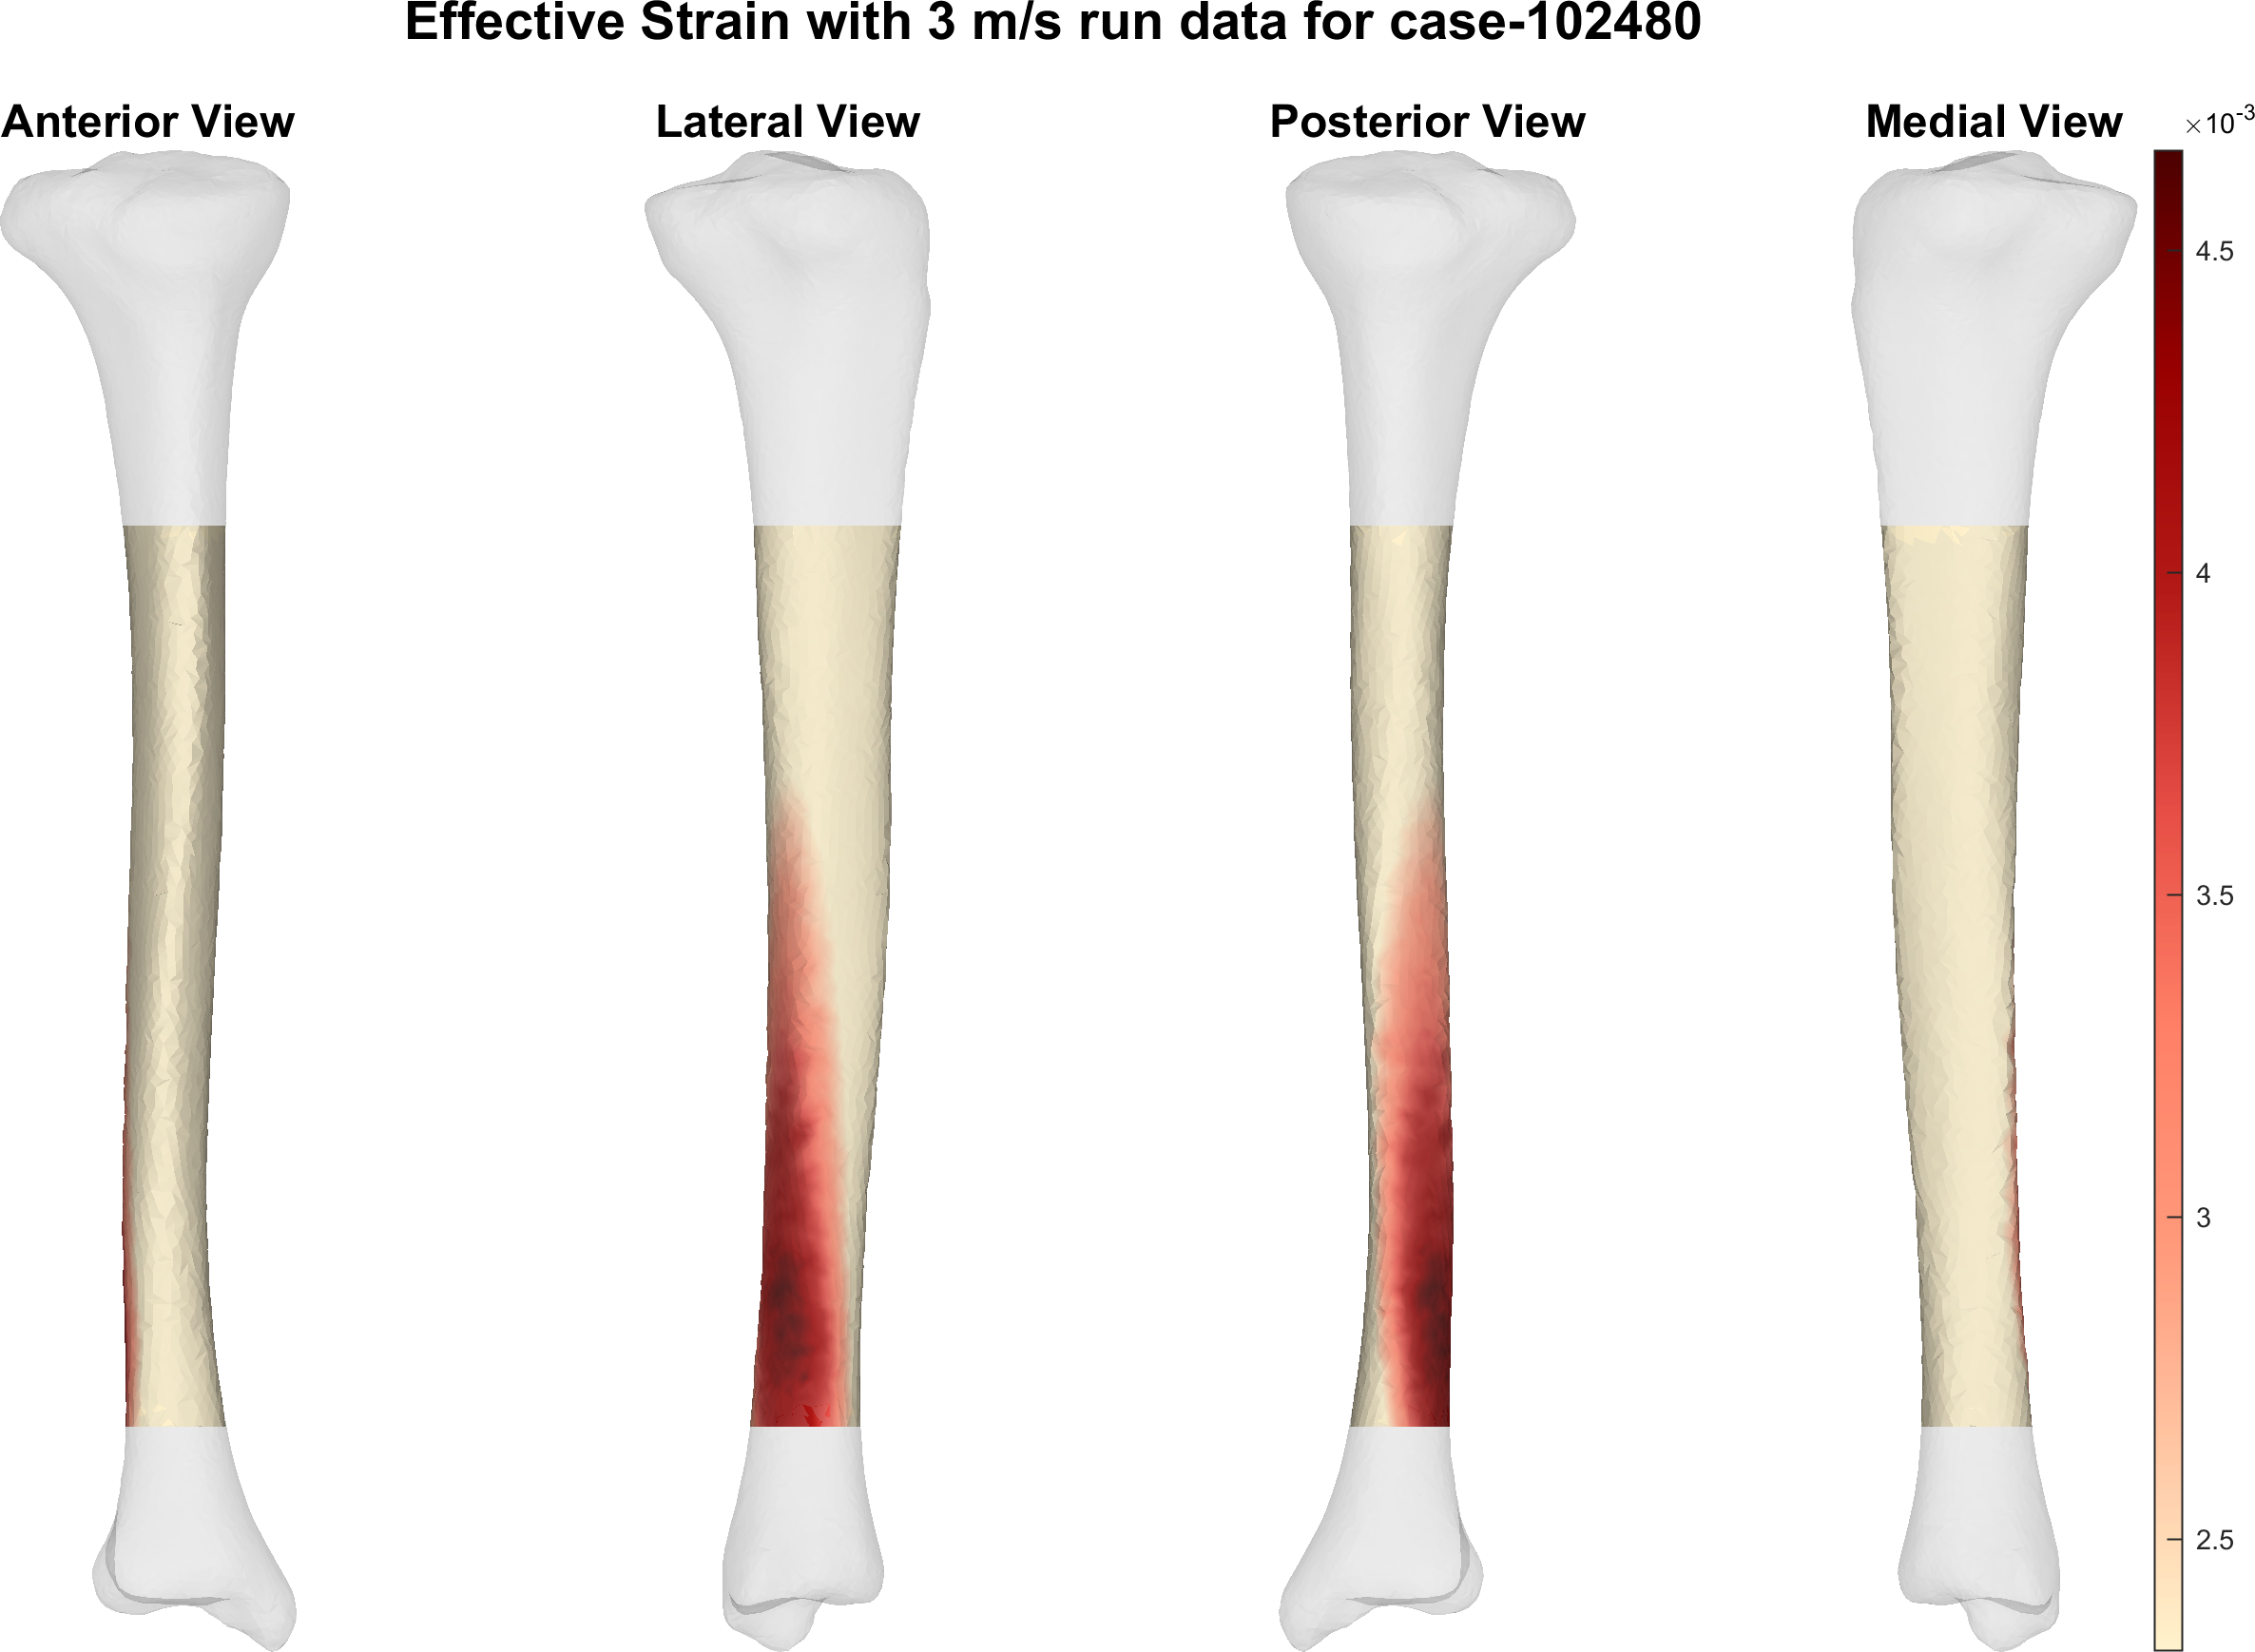 Effective Strain with 3 m/s run data for case-102480
Anterior View
Lateral View
Posterior View
Medial View
×10-3
4.5
4
3.5
3
2.5